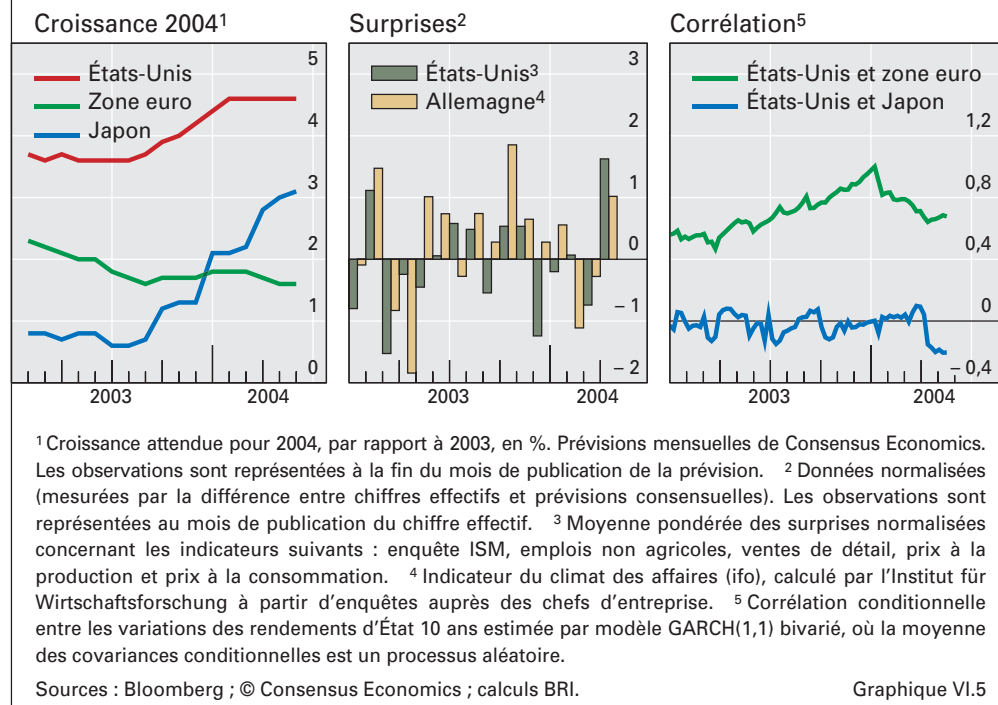 Croissance 2004¹
États-Unis
Zone euro
Japon
5
4
3
2
1
0
2003 2004
Surprises²
États-Unis³
Allemagne⁴
3
2
1
0
– 1
– 2
2003 2004
Corrélation⁵
États-Unis et zone euro
États-Unis et Japon
1,2
0,8
0,4
0
– 0,4
2003 2004
¹ Croissance attendue pour 2004, par rapport à 2003, en %. Prévisions mensuelles de Consensus Economics.
Les observations sont représentées à la fin du mois de publication de la prévision. ² Données normalisées
(mesurées par la différence entre chiffres effectifs et prévisions consensuelles). Les observations sont
représentées au mois de publication du chiffre effectif. ³ Moyenne pondérée des surprises normalisées
concernant les indicateurs suivants : enquête ISM, emplois non agricoles, ventes de détail, prix à la
production et prix à la consommation. ⁴ Indicateur du climat des affaires (ifo), calculé par l'Institut für
Wirtschaftsforschung à partir d'enquêtes auprès des chefs d'entreprise. ⁵ Corrélation conditionnelle
entre les variations des rendements d'État 10 ans estimée par modèle GARCH(1,1) bivarié, où la moyenne
des covariances conditionnelles est un processus aléatoire.
Sources : Bloomberg ; © Consensus Economics ; calculs BRI. Graphique VI.5